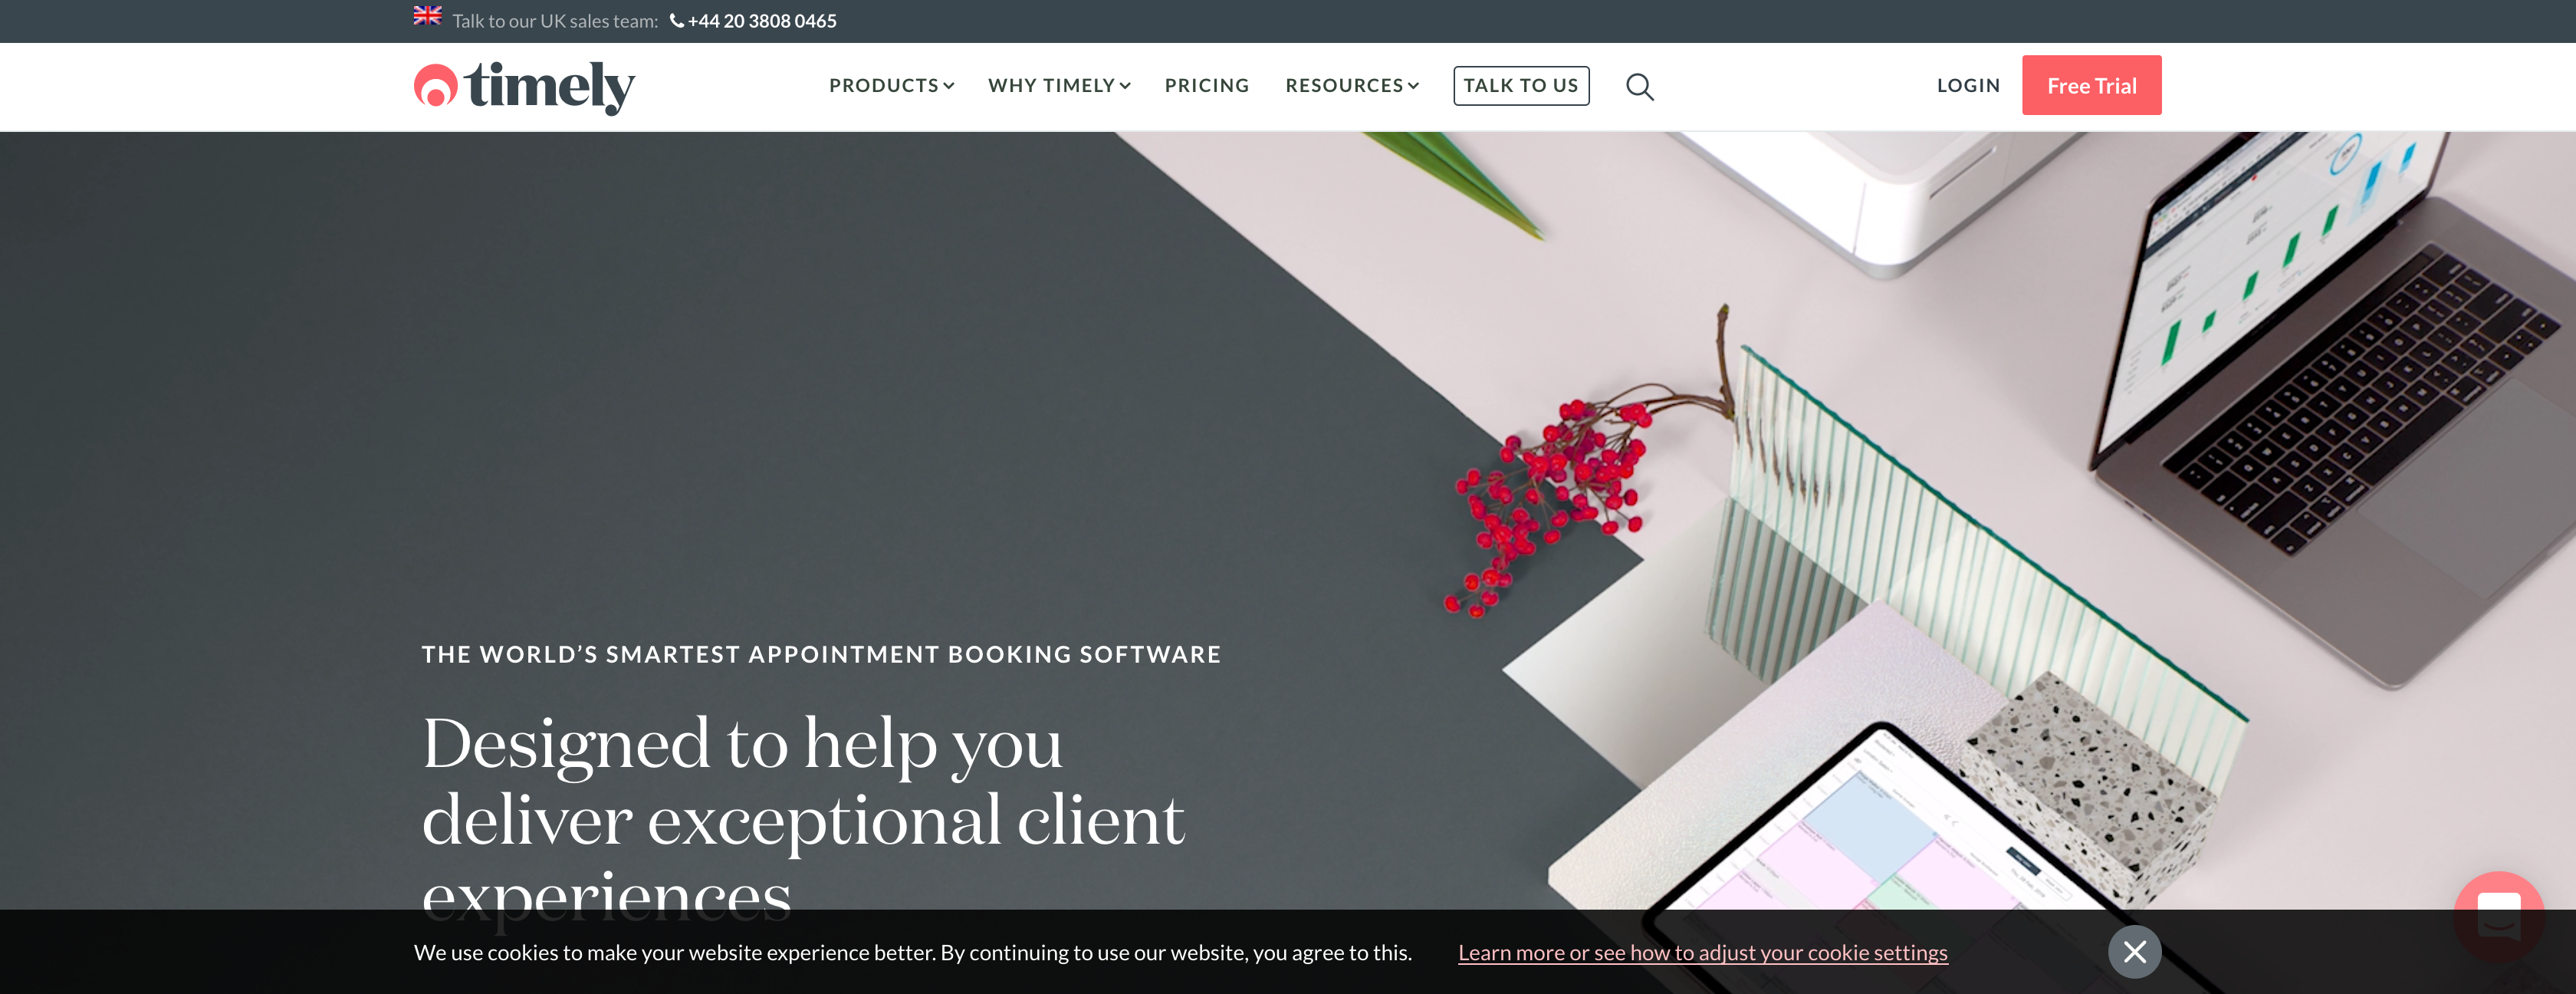 Talk to our UK sales team: +44 20 3808 0465
timely
PRODUCTS WHY TIMELY PRICING RESOURCES TALK TO US LOGIN Free Trial
THE WORLD’S SMARTEST APPOINTMENT BOOKING SOFTWARE
Designed to help you
deliver exceptional client
experiences
We use cookies to make your website experience better. By continuing to use our website, you agree to this. Learn more or see how to adjust your cookie settings